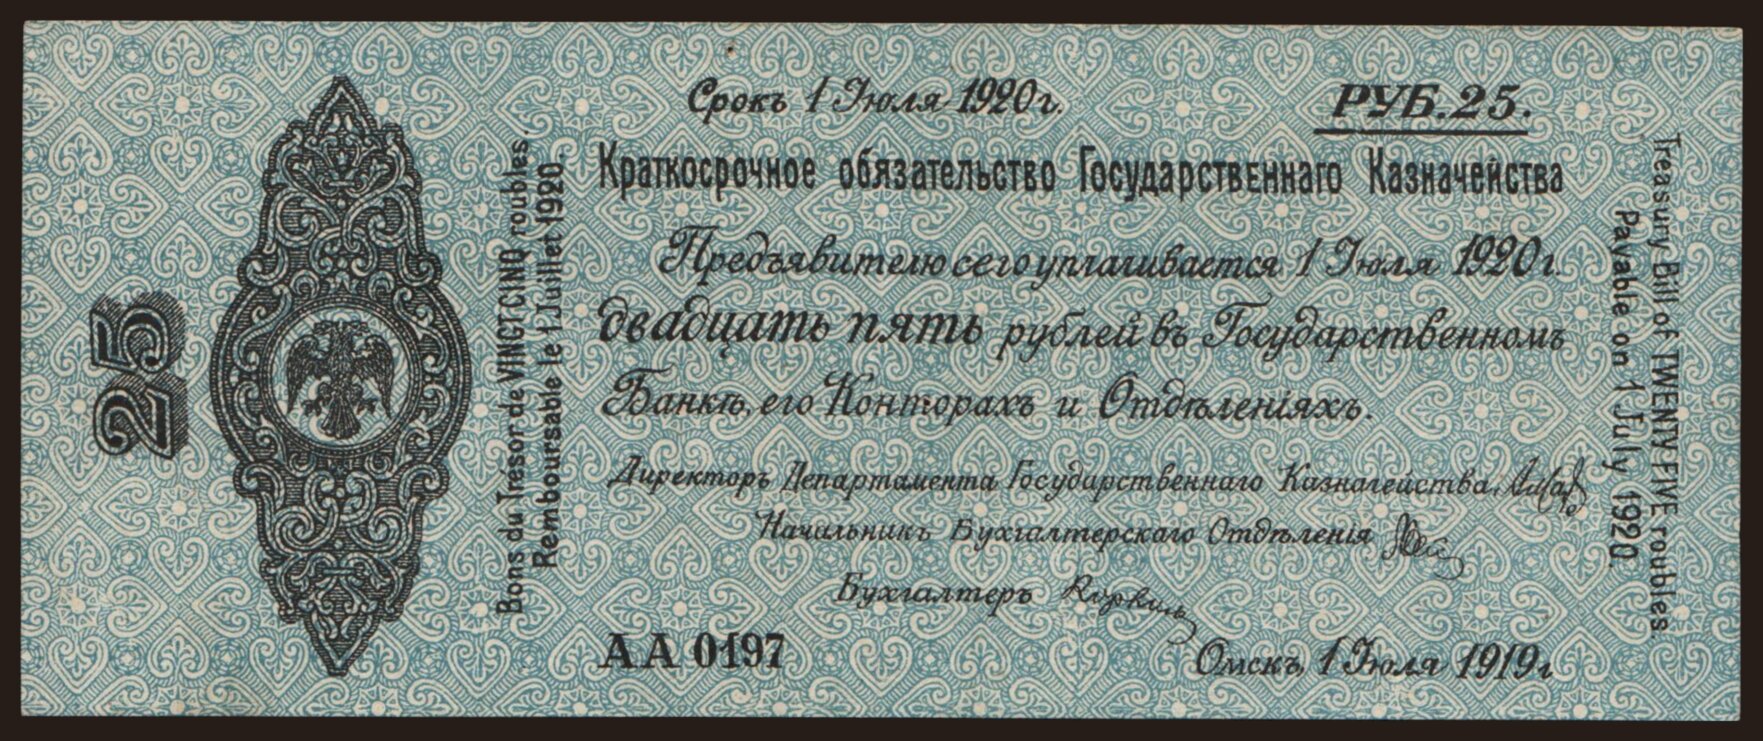 25
Bons du Trésor de VINGT CINQ roubles.
Remboursable le 1 Juillet 1920.
Срокъ 1 Июля 1920 г.
РУБ. 25.
Краткосрочное обязательство Государственнаго Казначейства
Предъявителю сего уплачивается 1 Июля 1920 г.
двадцать пять рублей въ Государственномъ
Банкѣ, его Конторахъ и Отдѣленіяхъ.
Директоръ Департамента Государственнаго Казначейства
Начальникъ Бухгалтерскаго Отдѣленія
Бухгалтеръ
АА 0197
Омскъ, 1 Июля 1919 г
Treasury Bill of TWENTY FIVE roubles.
Payable on 1 July 1920.